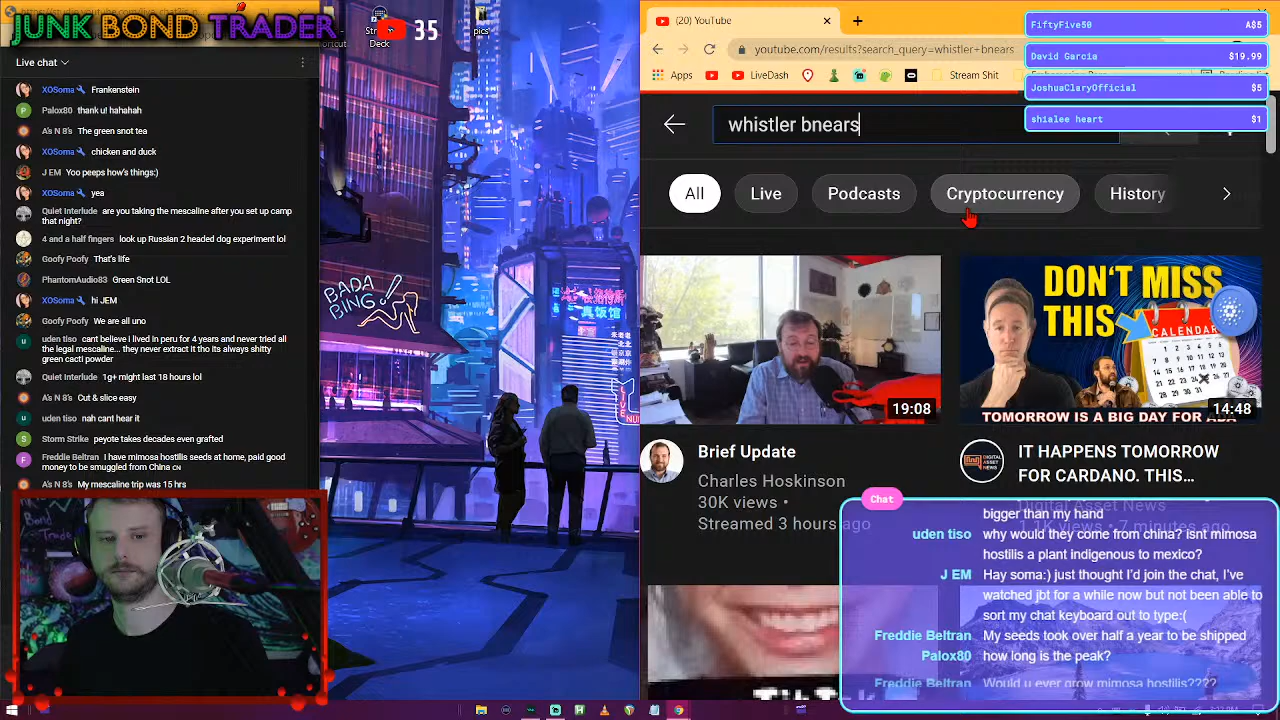 JUNK BOND TRADER
35
Live chat
XOSoma Frankenstein
Palox80 thank u! hahahah
A's N 8's The green snot tea
XOSoma chicken and duck
J EM Yoo peeps how's things:)
XOSoma yea
Quiet Interlude are you taking the mescaline after you set up camp
that night?
4 and a half fingers look up Russian 2 headed dog experiment lol
Goofy Poofy That's life
PhantomAudio83 Green Snot LOL
XOSoma hi JEM
Goofy Poofy We are all uno
uden tiso cant believe I lived in peru for 4 years and never tried all
the legal mescaline... they never extract it tho its always shitty
green cacti powder
Quiet Interlude 1g+ might last 18 hours lol
A's N 8's Cut & slice easy
uden tiso nah cant hear it
Storm Strike peyote takes decades even grafted
Freddie Beltran I have mimosa hostilis seeds at home, paid good
money to be smuggled from China
A's N 8's My mescaline trip was 15 hrs
Deck
pics
BADA
BING
(20) YouTube
youtube.com/results?search_query=whistler+bnears
Apps
LiveDash
Stream Shit
FiftyFive50 A$5
David Garcia $19.99
JoshuaClaryOfficial $5
shialee heart $1
whistler bnears
All
Live
Podcasts
Cryptocurrency
History
19:08
DON'T MISS
THIS
CALENDAR
TOMORROW IS A BIG DAY FOR ADA
14:48
Brief Update
Charles Hoskinson
30K views •
Streamed 3 hours ago
IT HAPPENS TOMORROW
FOR CARDANO. THIS...
Digital Asset News
1.1K views • 7 minutes ago
Chat
bigger than my hand
uden tiso why would they come from china? isnt mimosa
hostilis a plant indigenous to mexico?
J EM Hay soma:) just thought I'd join the chat, I've
watched jbt for a while now but not been able to
sort my chat keyboard out to type:(
Freddie Beltran My seeds took over half a year to be shipped
Palox80 how long is the peak?
Freddie Beltran Would u ever grow mimosa hostilis????